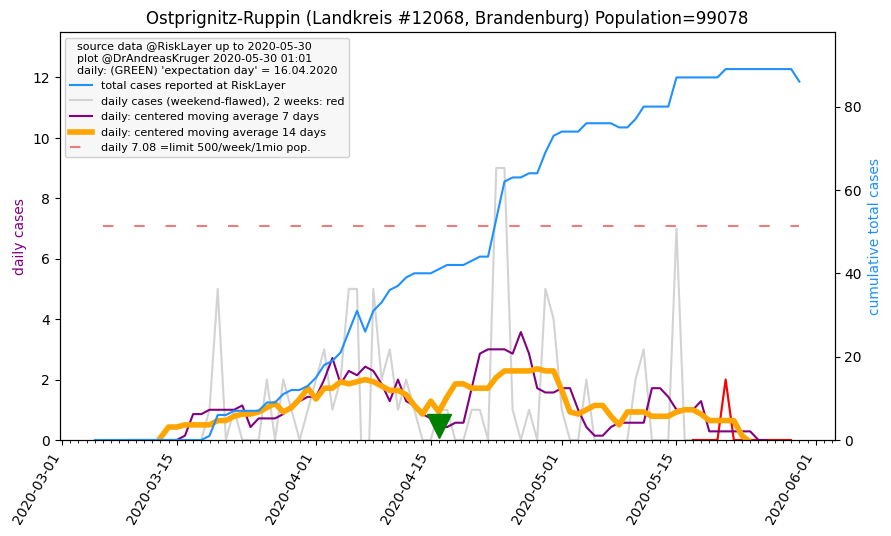 Ostprignitz-Ruppin (Landkreis #12068, Brandenburg) Population=99078
source data @RiskLayer up to 2020-05-30
plot @DrAndreasKruger 2020-05-30 01:01
daily: (GREEN) 'expectation day' = 16.04.2020
total cases reported at RiskLayer
daily cases (weekend-flawed), 2 weeks: red
daily: centered moving average 7 days
daily: centered moving average 14 days
daily 7.08 =limit 500/week/1mio pop.
daily cases
12
10
8
6
4
2
0
cumulative total cases
80
60
40
20
0
2020-03-01
2020-03-15
2020-04-01
2020-04-15
2020-05-01
2020-05-15
2020-06-01